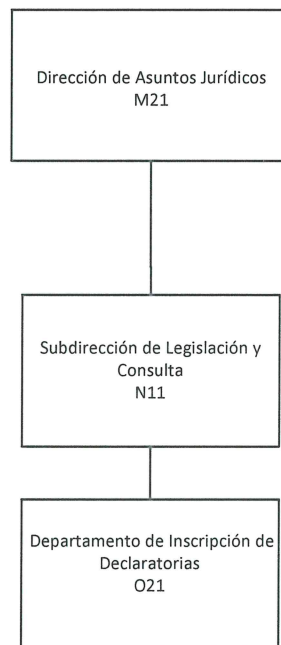 Dirección de Asuntos Jurídicos
M21
Subdirección de Legislación y
Consulta
N11
Departamento de Inscripción de
Declaratorias
O21